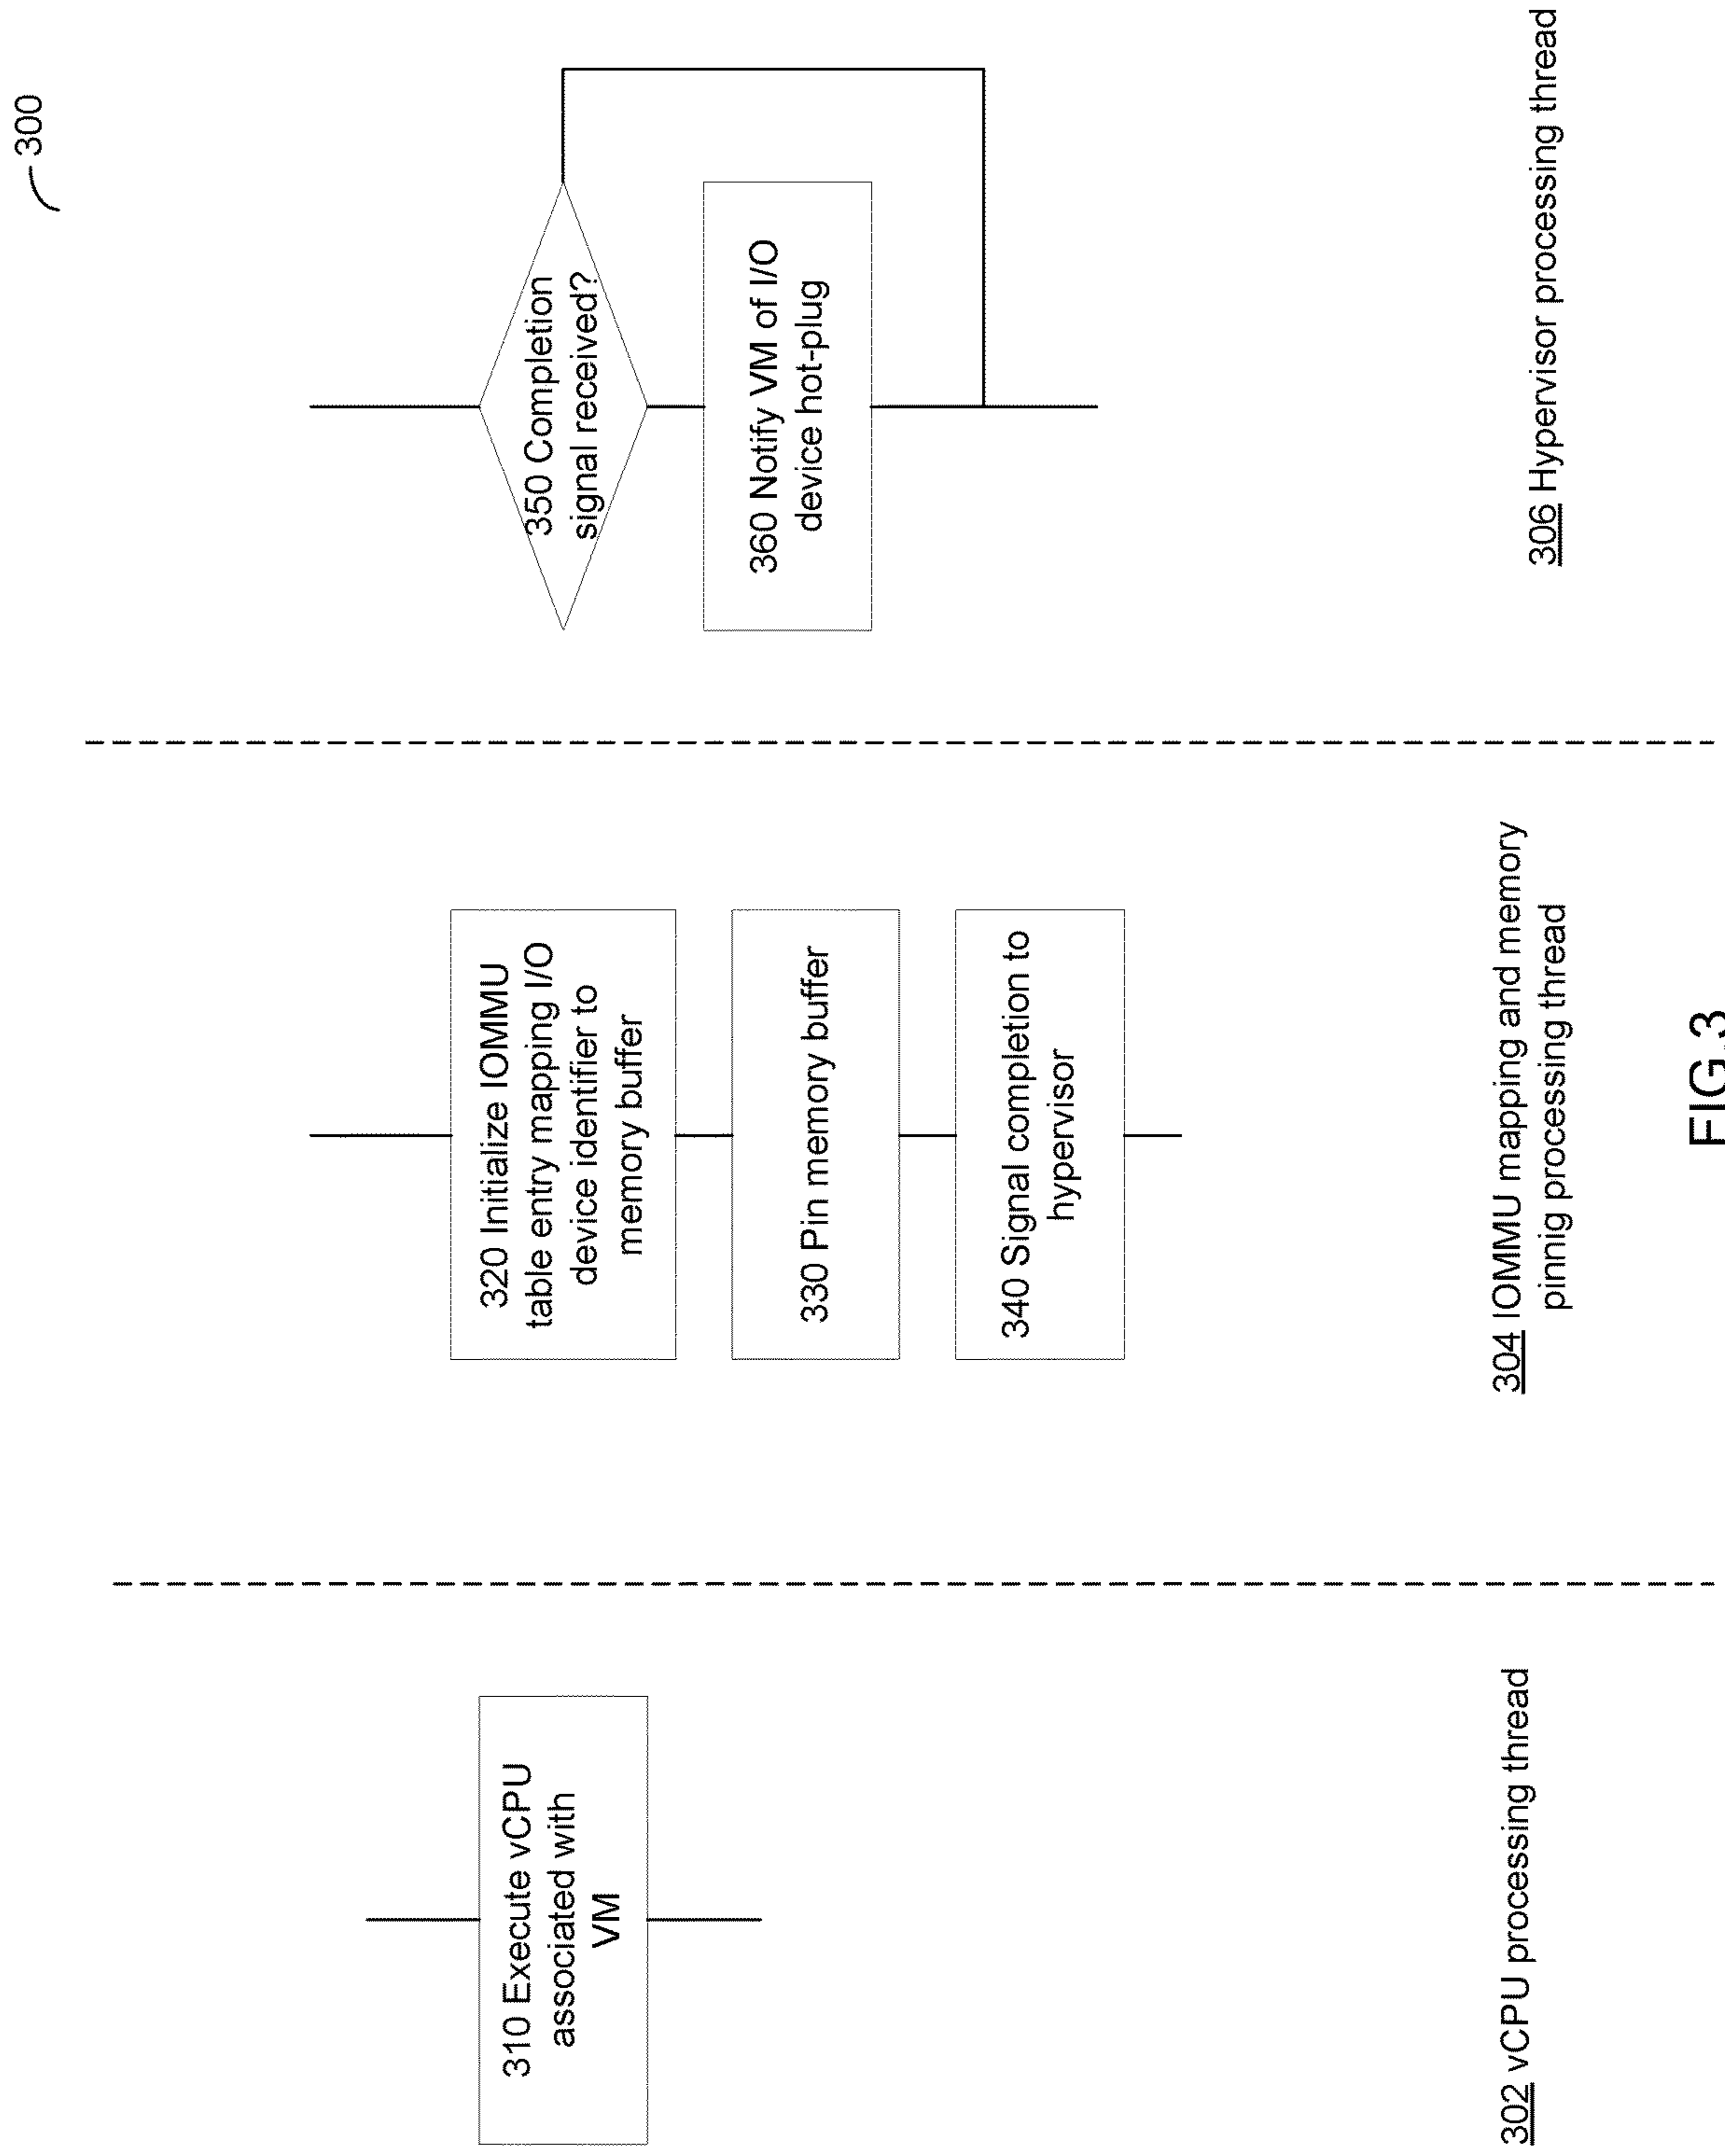 300
310 Execute vCPU
associated with
VM
302 vCPU processing thread
320 Initialize IOMMU
table entry mapping I/O
device identifier to
memory buffer
330 Pin memory buffer
340 Signal completion to
hypervisor
304 IOMMU mapping and memory
pinnig processing thread
350 Completion
signal received?
360 Notify VM of I/O
device hot-plug
306 Hypervisor processing thread
FIG.3